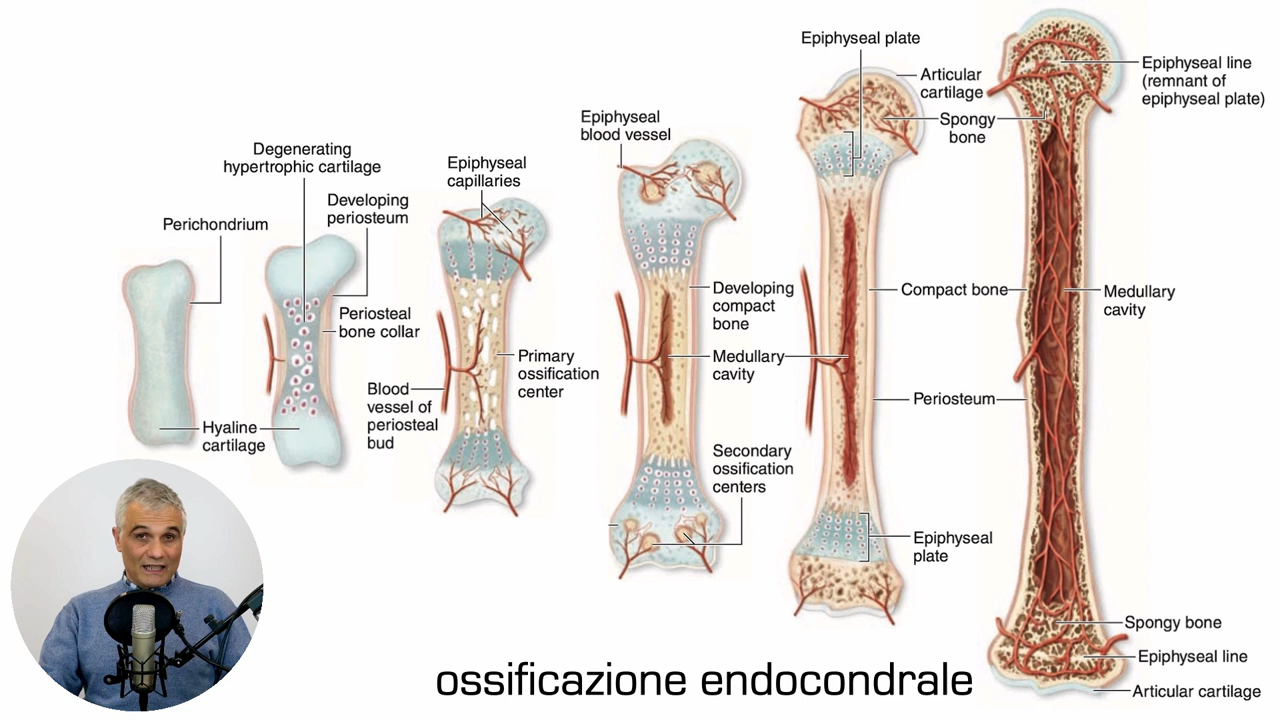 Perichondrium
Hyaline
cartilage
Degenerating
hypertrophic cartilage
Developing
periosteum
Periosteal
bone collar
Epiphyseal
capillaries
Primary
ossification
center
Blood
vessel of
periosteal
bud
Epiphyseal
blood vessel
Developing
compact
bone
Medullary
cavity
Secondary
ossification
centers
Epiphyseal plate
Articular
cartilage
Spongy
bone
Compact bone
Periosteum
Epiphyseal
plate
Epiphyseal line
(remnant of
epiphyseal plate)
Medullary
cavity
Spongy bone
Epiphyseal line
Articular cartilage
ossificazione endocondrale